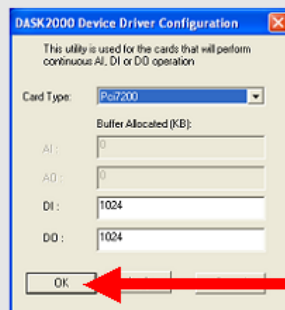 DASK2000 Device Driver Configuration
This utility is used for the cards that will perform
continuous AI, DI or DO operation
Card Type: Pci7200
Buffer Allocated (KB):
AI : 0
AO : 0
DI : 1024
DO : 1024
OK